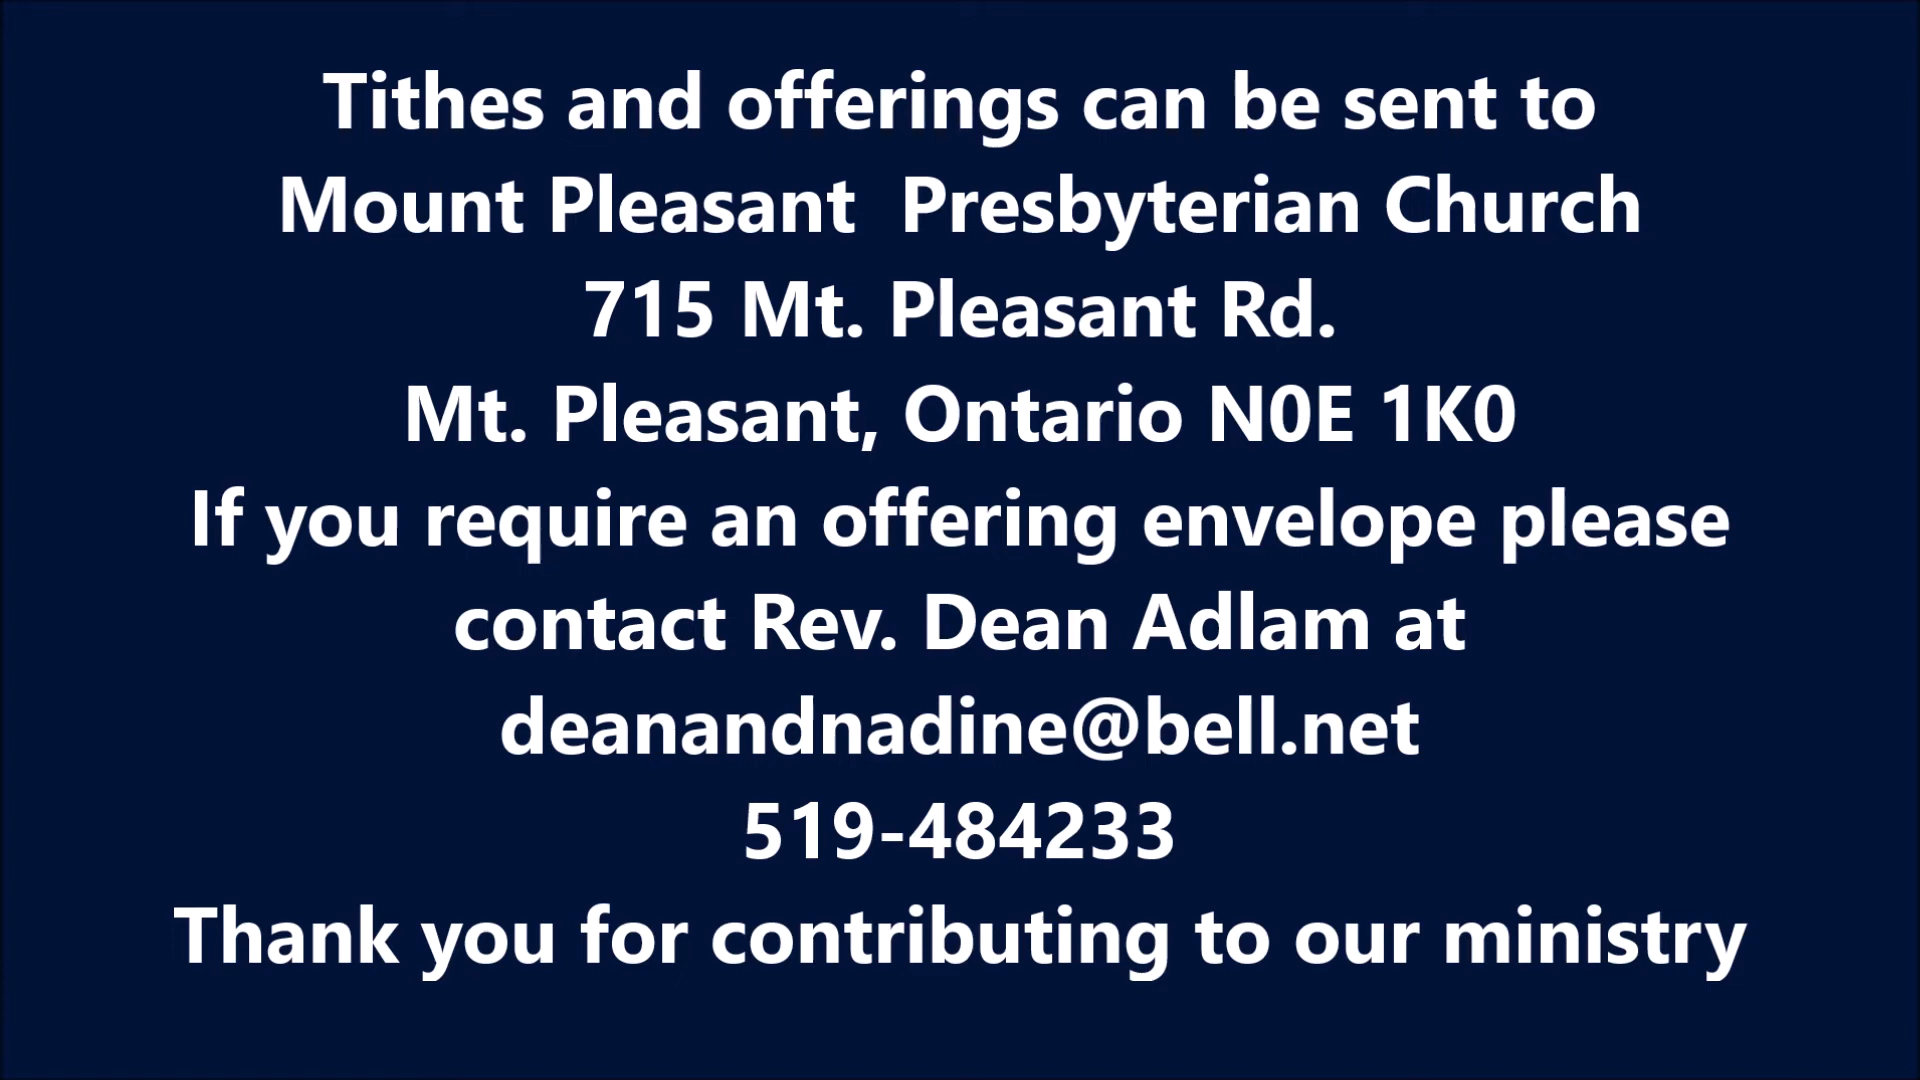 Tithes and offerings can be sent to
Mount Pleasant  Presbyterian Church
715 Mt. Pleasant Rd.
Mt. Pleasant, Ontario N0E 1K0
If you require an offering envelope please
contact Rev. Dean Adlam at
deanandnadine@bell.net
519-484233
Thank you for contributing to our ministry